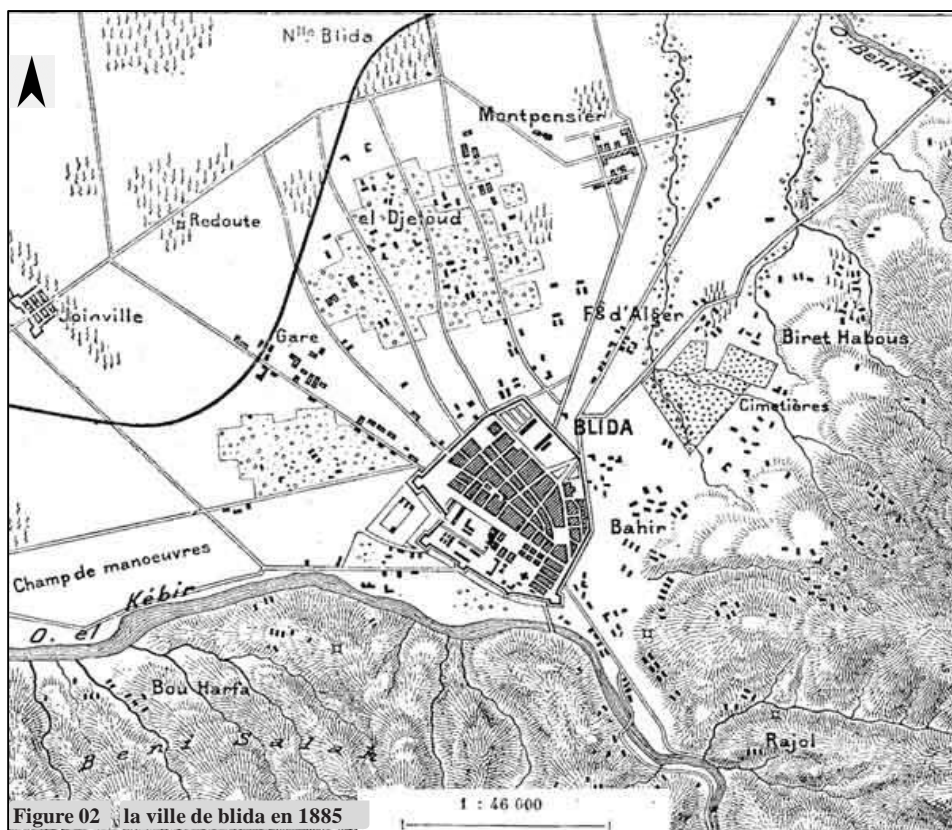 Nlle Blida
O. Beni Aza
Montpensier
Redoute
el Djetoud
Joinville
Gare
Fg d'Alger
Biret Habous
Cimetières
BLIDA
Bahir
Champ de manoeuvres
O. el Kébir
Bou Harfa
Beni Salah
Rajol
1 : 46 000
Figure 02 la ville de blida en 1885